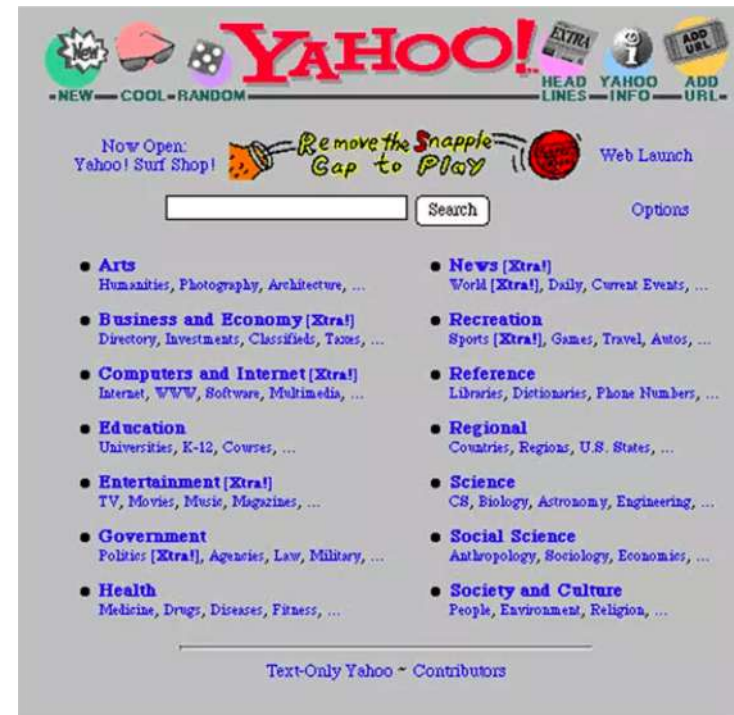 New
EXTRA
i
ADD URL
YAHOO!
NEW COOL RANDOM HEAD LINES YAHOO INFO ADD URL
Now Open:
Yahoo! Surf Shop!
Remove the Snapple
Cap to Play
Web Launch
Search
Options
Arts
Humanities, Photography, Architecture, ...
Business and Economy [Xtra!]
Directory, Investments, Classifieds, Taxes, ...
Computers and Internet [Xtra!]
Internet, WWW, Software, Multimedia, ...
Education
Universities, K-12, Courses, ...
Entertainment [Xtra!]
TV, Movies, Music, Magazines, ...
Government
Politics [Xtra!], Agencies, Law, Military, ...
Health
Medicine, Drugs, Diseases, Fitness, ...
News [Xtra!]
World [Xtra!], Daily, Current Events, ...
Recreation
Sports [Xtra!], Games, Travel, Autos, ...
Reference
Libraries, Dictionaries, Phone Numbers, ...
Regional
Countries, Regions, U.S. States, ...
Science
CS, Biology, Astronomy, Engineering, ...
Social Science
Anthropology, Sociology, Economics, ...
Society and Culture
People, Environment, Religion, ...
Text-Only Yahoo ~ Contributors